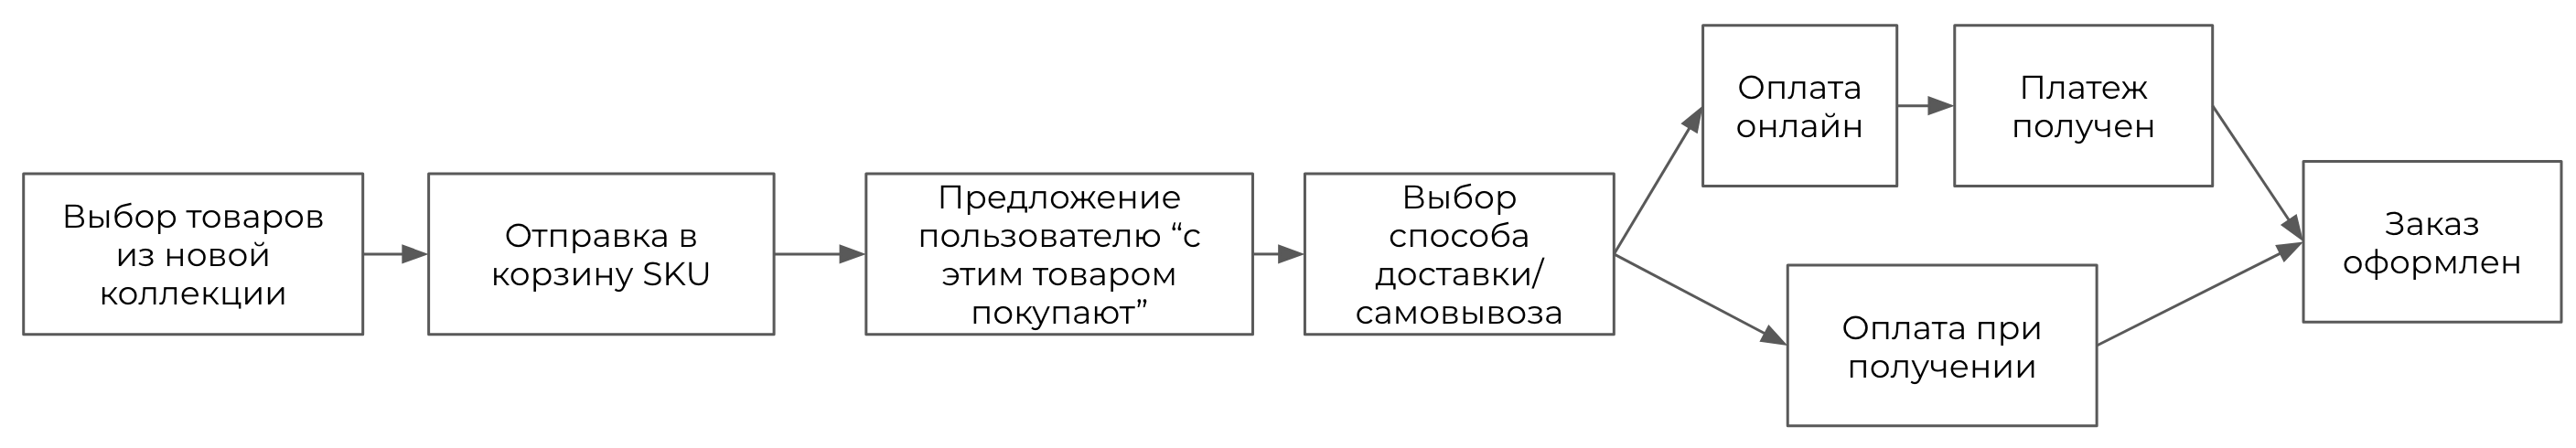 Выбор товаров
из новой
коллекции
Отправка в
корзину SKU
Предложение
пользователю “с
этим товаром
покупают”
Выбор
способа
доставки/
самовывоза
Оплата
онлайн
Платеж
получен
Оплата при
получении
Заказ
оформлен